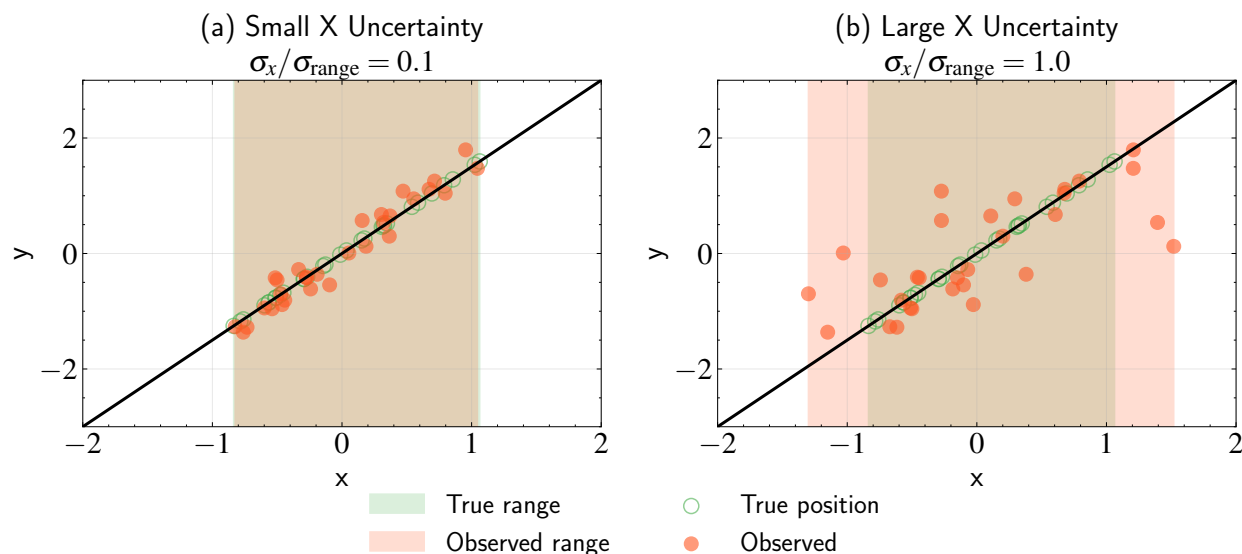 (a) Small X Uncertainty
σx/σrange = 0.1
(b) Large X Uncertainty
σx/σrange = 1.0
y
2
0
−2
−2
−1
0
1
2
x
y
2
0
−2
−2
−1
0
1
2
x
True range
True position
Observed range
Observed